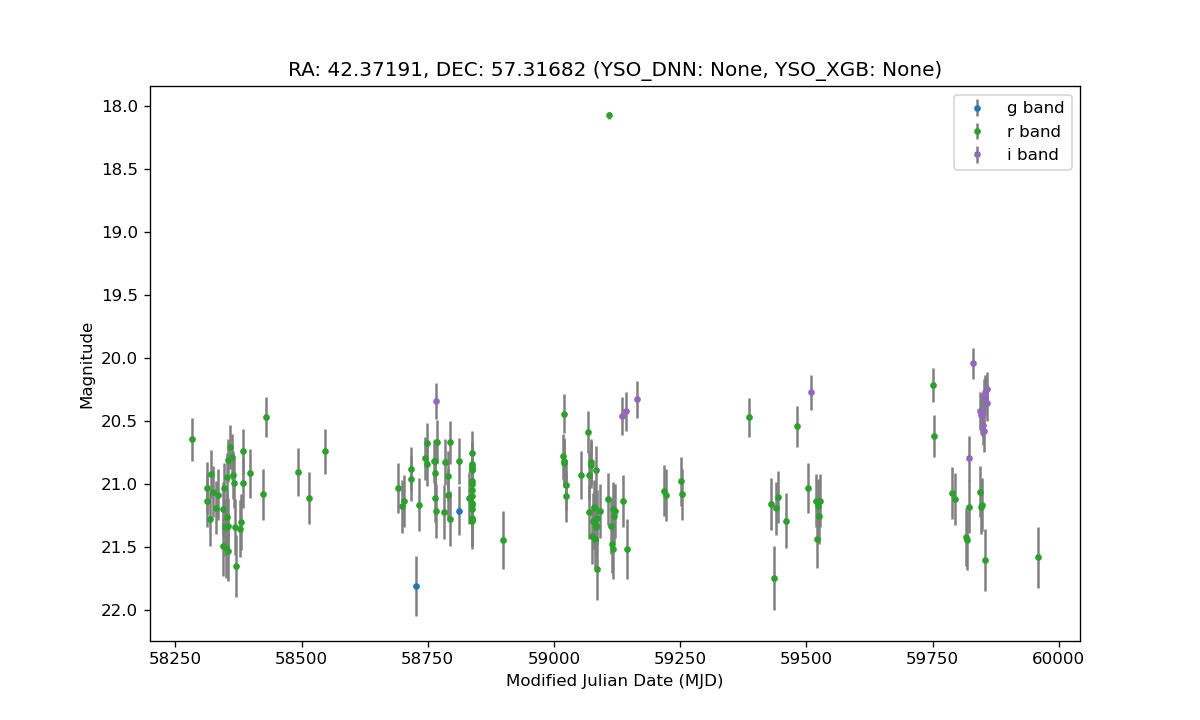 RA: 42.37191, DEC: 57.31682 (YSO_DNN: None, YSO_XGB: None)
g band
r band
i band
18.0
18.5
19.0
19.5
20.0
20.5
21.0
21.5
22.0
Magnitude
58250 58500 58750 59000 59250 59500 59750 60000
Modified Julian Date (MJD)